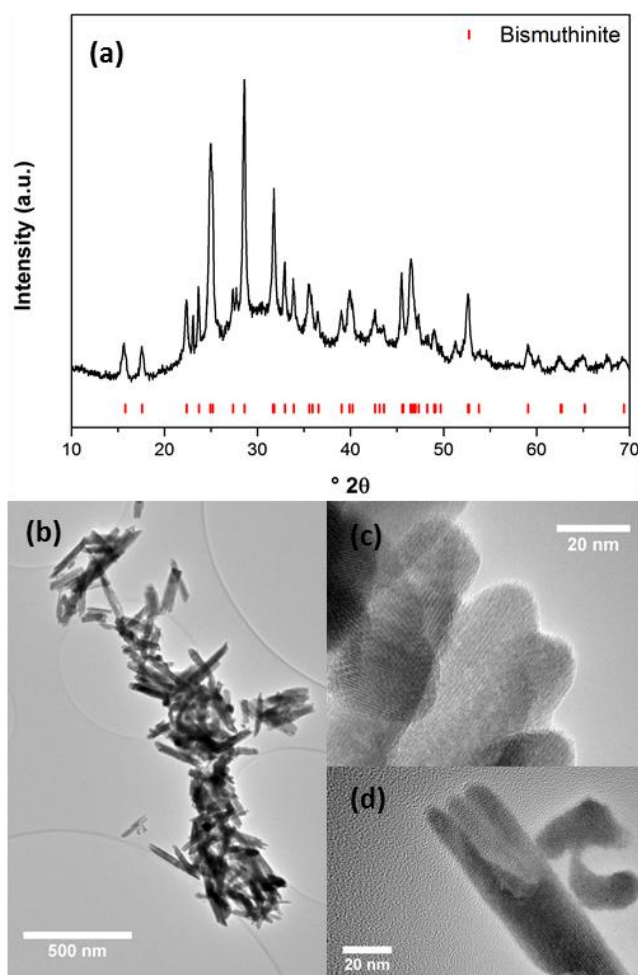 (a)
Bismuthinite
Intensity (a.u.)
10 20 30 40 50 60 70
° 2θ
(b)
500 nm
(c)
20 nm
(d)
20 nm